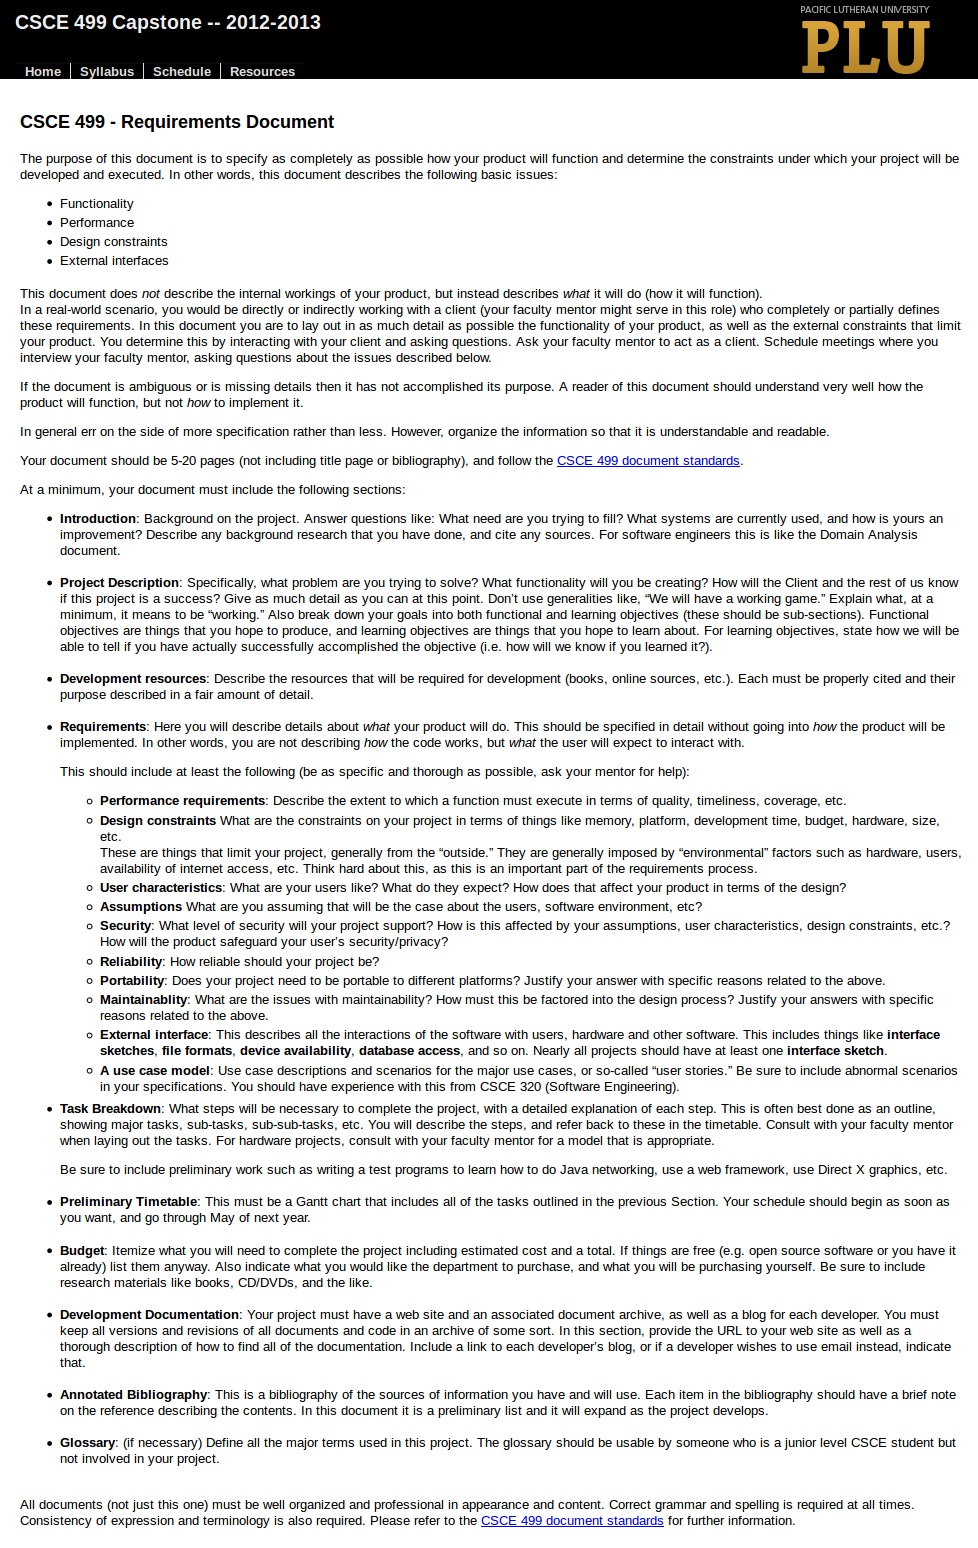 CSCE 499 Capstone -- 2012-2013
PACIFIC LUTHERAN UNIVERSITY
PLU
Home
Syllabus
Schedule
Resources
CSCE 499 - Requirements Document
The purpose of this document is to specify as completely as possible how your product will function and determine the constraints under which your project will be
developed and executed. In other words, this document describes the following basic issues:
Functionality
Performance
Design constraints
External interfaces
This document does not describe the internal workings of your product, but instead describes what it will do (how it will function).
In a real-world scenario, you would be directly or indirectly working with a client (your faculty mentor might serve in this role) who completely or partially defines
these requirements. In this document you are to lay out in as much detail as possible the functionality of your product, as well as the external constraints that limit
your product. You determine this by interacting with your client and asking questions. Ask your faculty mentor to act as a client. Schedule meetings where you
interview your faculty mentor, asking questions about the issues described below.
If the document is ambiguous or is missing details then it has not accomplished its purpose. A reader of this document should understand very well how the
product will function, but not how to implement it.
In general err on the side of more specification rather than less. However, organize the information so that it is understandable and readable.
Your document should be 5-20 pages (not including title page or bibliography), and follow the CSCE 499 document standards.
At a minimum, your document must include the following sections:
Introduction: Background on the project. Answer questions like: What need are you trying to fill? What systems are currently used, and how is yours an
improvement? Describe any background research that you have done, and cite any sources. For software engineers this is like the Domain Analysis
document.
Project Description: Specifically, what problem are you trying to solve? What functionality will you be creating? How will the Client and the rest of us know
if this project is a success? Give as much detail as you can at this point. Don't use generalities like, “We will have a working game.” Explain what, at a
minimum, it means to be “working.” Also break down your goals into both functional and learning objectives (these should be sub-sections). Functional
objectives are things that you hope to produce, and learning objectives are things that you hope to learn about. For learning objectives, state how we will be
able to tell if you have actually successfully accomplished the objective (i.e. how will we know if you learned it?).
Development resources: Describe the resources that will be required for development (books, online sources, etc.). Each must be properly cited and their
purpose described in a fair amount of detail.
Requirements: Here you will describe details about what your product will do. This should be specified in detail without going into how the product will be
implemented. In other words, you are not describing how the code works, but what the user will expect to interact with.
This should include at least the following (be as specific and thorough as possible, ask your mentor for help):
Performance requirements: Describe the extent to which a function must execute in terms of quality, timeliness, coverage, etc.
Design constraints What are the constraints on your project in terms of things like memory, platform, development time, budget, hardware, size,
etc.
These are things that limit your project, generally from the “outside.” They are generally imposed by “environmental” factors such as hardware, users,
availability of internet access, etc. Think hard about this, as this is an important part of the requirements process.
User characteristics: What are your users like? What do they expect? How does that affect your product in terms of the design?
Assumptions What are you assuming that will be the case about the users, software environment, etc?
Security: What level of security will your project support? How is this affected by your assumptions, user characteristics, design constraints, etc.?
How will the product safeguard your user's security/privacy?
Reliability: How reliable should your project be?
Portability: Does your project need to be portable to different platforms? Justify your answer with specific reasons related to the above.
Maintainablity: What are the issues with maintainability? How must this be factored into the design process? Justify your answers with specific
reasons related to the above.
External interface: This describes all the interactions of the software with users, hardware and other software. This includes things like interface
sketches, file formats, device availability, database access, and so on. Nearly all projects should have at least one interface sketch.
A use case model: Use case descriptions and scenarios for the major use cases, or so-called “user stories.” Be sure to include abnormal scenarios
in your specifications. You should have experience with this from CSCE 320 (Software Engineering).
Task Breakdown: What steps will be necessary to complete the project, with a detailed explanation of each step. This is often best done as an outline,
showing major tasks, sub-tasks, sub-sub-tasks, etc. You will describe the steps, and refer back to these in the timetable. Consult with your faculty mentor
when laying out the tasks. For hardware projects, consult with your faculty mentor for a model that is appropriate.
Be sure to include preliminary work such as writing a test programs to learn how to do Java networking, use a web framework, use Direct X graphics, etc.
Preliminary Timetable: This must be a Gantt chart that includes all of the tasks outlined in the previous Section. Your schedule should begin as soon as
you want, and go through May of next year.
Budget: Itemize what you will need to complete the project including estimated cost and a total. If things are free (e.g. open source software or you have it
already) list them anyway. Also indicate what you would like the department to purchase, and what you will be purchasing yourself. Be sure to include
research materials like books, CD/DVDs, and the like.
Development Documentation: Your project must have a web site and an associated document archive, as well as a blog for each developer. You must
keep all versions and revisions of all documents and code in an archive of some sort. In this section, provide the URL to your web site as well as a
thorough description of how to find all of the documentation. Include a link to each developer's blog, or if a developer wishes to use email instead, indicate
that.
Annotated Bibliography: This is a bibliography of the sources of information you have and will use. Each item in the bibliography should have a brief note
on the reference describing the contents. In this document it is a preliminary list and it will expand as the project develops.
Glossary: (if necessary) Define all the major terms used in this project. The glossary should be usable by someone who is a junior level CSCE student but
not involved in your project.
All documents (not just this one) must be well organized and professional in appearance and content. Correct grammar and spelling is required at all times.
Consistency of expression and terminology is also required. Please refer to the CSCE 499 document standards for further information.